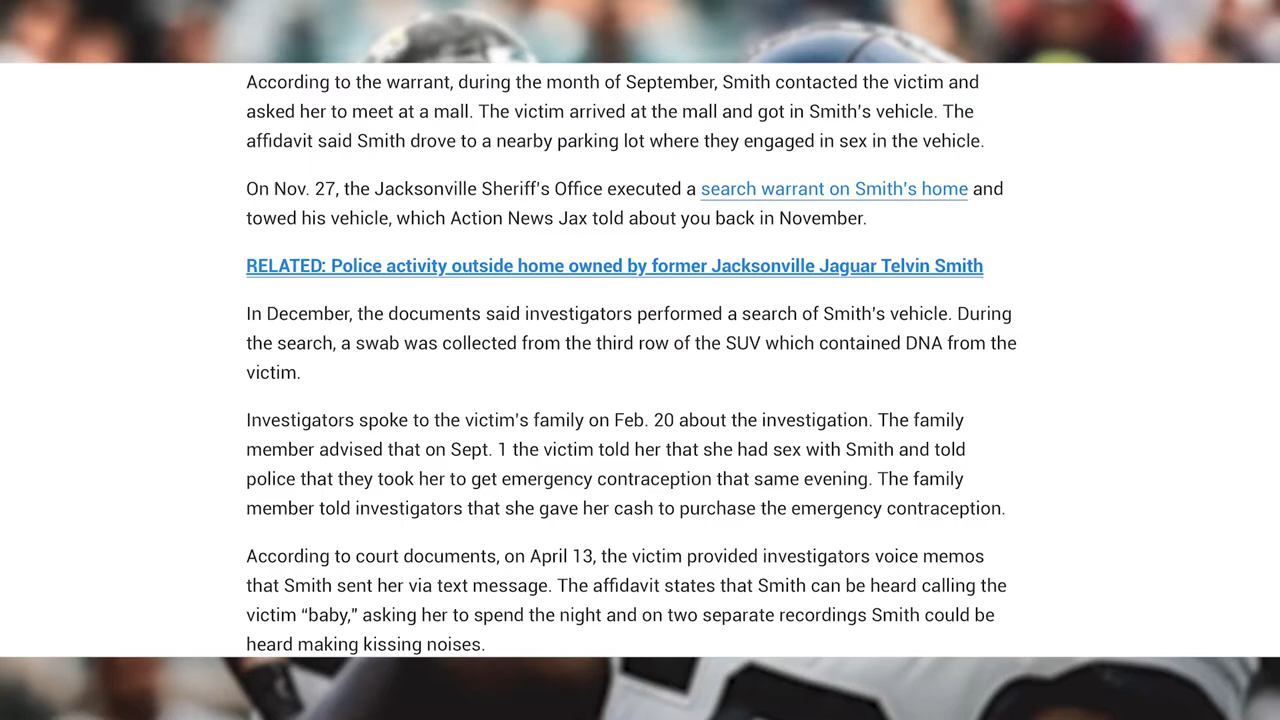 According to the warrant, during the month of September, Smith contacted the victim and
asked her to meet at a mall. The victim arrived at the mall and got in Smith's vehicle. The
affidavit said Smith drove to a nearby parking lot where they engaged in sex in the vehicle.
On Nov. 27, the Jacksonville Sheriff's Office executed a search warrant on Smith's home and
towed his vehicle, which Action News Jax told about you back in November.
RELATED: Police activity outside home owned by former Jacksonville Jaguar Telvin Smith
In December, the documents said investigators performed a search of Smith's vehicle. During
the search, a swab was collected from the third row of the SUV which contained DNA from the
victim.
Investigators spoke to the victim's family on Feb. 20 about the investigation. The family
member advised that on Sept. 1 the victim told her that she had sex with Smith and told
police that they took her to get emergency contraception that same evening. The family
member told investigators that she gave her cash to purchase the emergency contraception.
According to court documents, on April 13, the victim provided investigators voice memos
that Smith sent her via text message. The affidavit states that Smith can be heard calling the
victim “baby,” asking her to spend the night and on two separate recordings Smith could be
heard making kissing noises.